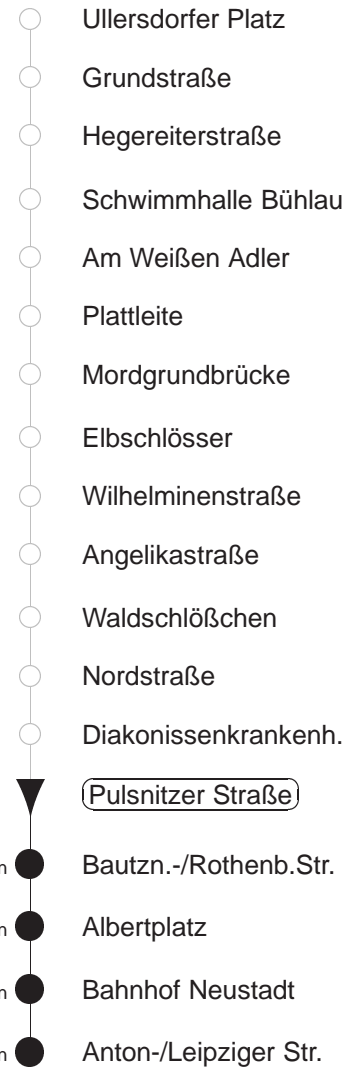 Ullersdorfer Platz
Grundstraße
Hegereiterstraße
Schwimmhalle Bühlau
Am Weißen Adler
Plattleite
Mordgrundbrücke
Elbschlösser
Wilhelminenstraße
Angelikastraße
Waldschlößchen
Nordstraße
Diakonissenkrankenh.
Pulsnitzer Straße
Bautzn.-/Rothenb.Str.
Albertplatz
Bahnhof Neustadt
Anton-/Leipziger Str.